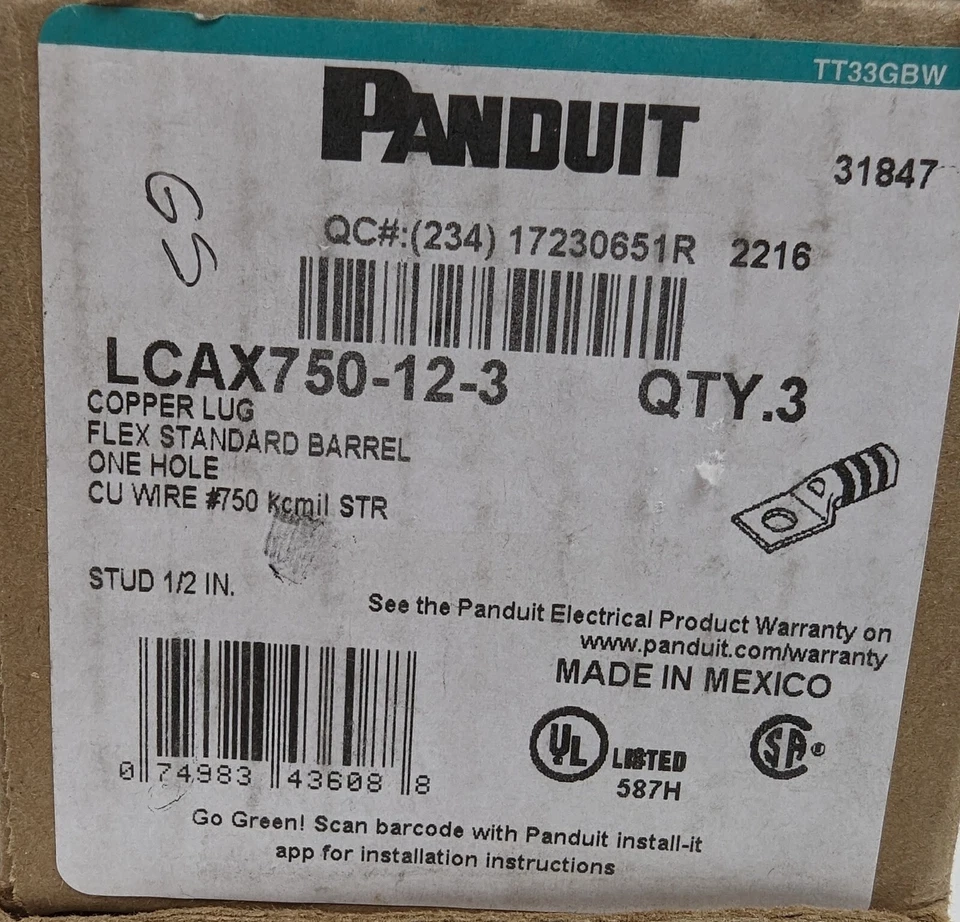 TT33GBW
PANDUIT
31847
GS
QC#:(234) 17230651R 2216
LCAX750-12-3 QTY.3
COPPER LUG
FLEX STANDARD BARREL
ONE HOLE
CU WIRE #750 Kcmil STR
STUD 1/2 IN.
See the Panduit Electrical Product Warranty on
www.panduit.com/warranty
MADE IN MEXICO
UL LISTED SA®
587H
0 74983 43608 8
Go Green! Scan barcode with Panduit install-it
app for installation instructions